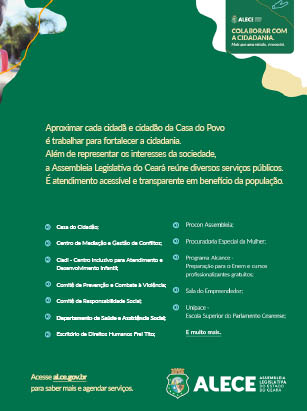 ALECE
COLABORAR COM
A CIDADANIA.
Mais que uma missão, é essencial.
Aproximar cada cidadã e cidadão da Casa do Povo
é trabalhar para fortalecer a cidadania.
Além de representar os interesses da sociedade,
a Assembleia Legislativa do Ceará reúne diversos serviços públicos.
É atendimento acessível e transparente em benefício da população.
Casa do Cidadão;
Centro de Mediação e Gestão de Conflitos;
Ciadi - Centro Inclusivo para Atendimento e
Desenvolvimento Infantil;
Comitê de Prevenção e Combate à Violência;
Comitê de Responsabilidade Social;
Departamento de Saúde e Assistência Social;
Escritório de Direitos Humanos Frei Tito;
Procon Assembleia;
Procuradoria Especial da Mulher;
Programa Alcance -
Preparação para o Enem e cursos
profissionalizantes gratuitos;
Sala do Empreendedor;
Unipace -
Escola Superior do Parlamento Cearense;
E muito mais.
Acesse al.ce.gov.br
para saber mais e agendar serviços.
ALECE
ASSEMBLEIA
LEGISLATIVA
DO ESTADO
DO CEARÁ